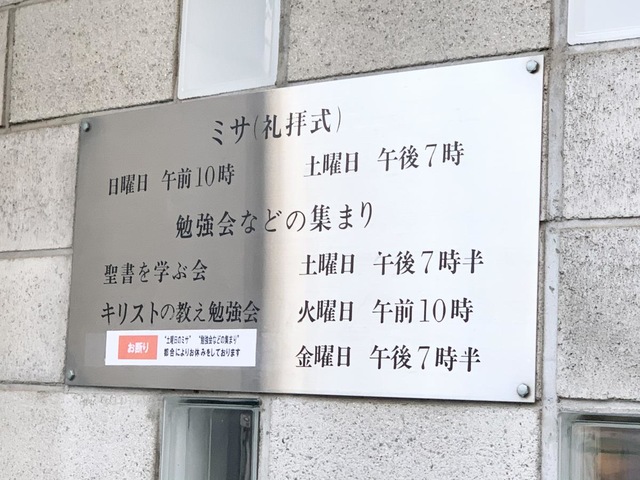 ミサ(礼拝式)
日曜日 午前10時 土曜日 午後7時
勉強会などの集まり
聖書を学ぶ会 土曜日 午後7時半
キリストの教え勉強会 火曜日 午前10時
金曜日 午後7時半
お断り
"土曜日のミサ" "勉強会などの集まり"
都合によりお休みをしております